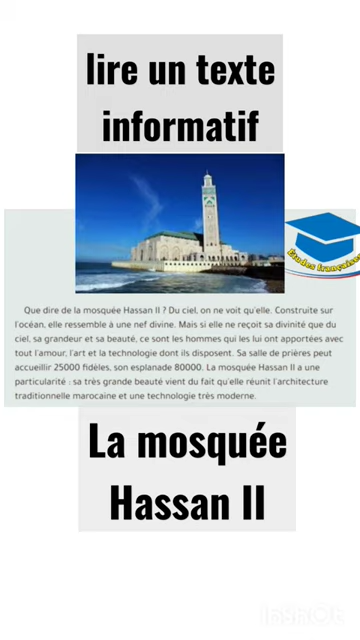 lire un texte
informatif
Etudes françaises
Que dire de la mosquée Hassan II ? Du ciel, on ne voit qu'elle. Construite sur
l'océan, elle ressemble à une nef divine. Mais si elle ne reçoit sa divinité que du
ciel, sa grandeur et sa beauté, ce sont les hommes qui les lui ont apportées avec
tout l'amour, l'art et la technologie dont ils disposent. Sa salle de prières peut
accueillir 25000 fidèles, son esplanade 80000. La mosquée Hassan II a une
particularité : sa très grande beauté vient du fait qu'elle réunit l'architecture
traditionnelle marocaine et une technologie très moderne.
La mosquée
Hassan II
InShOt